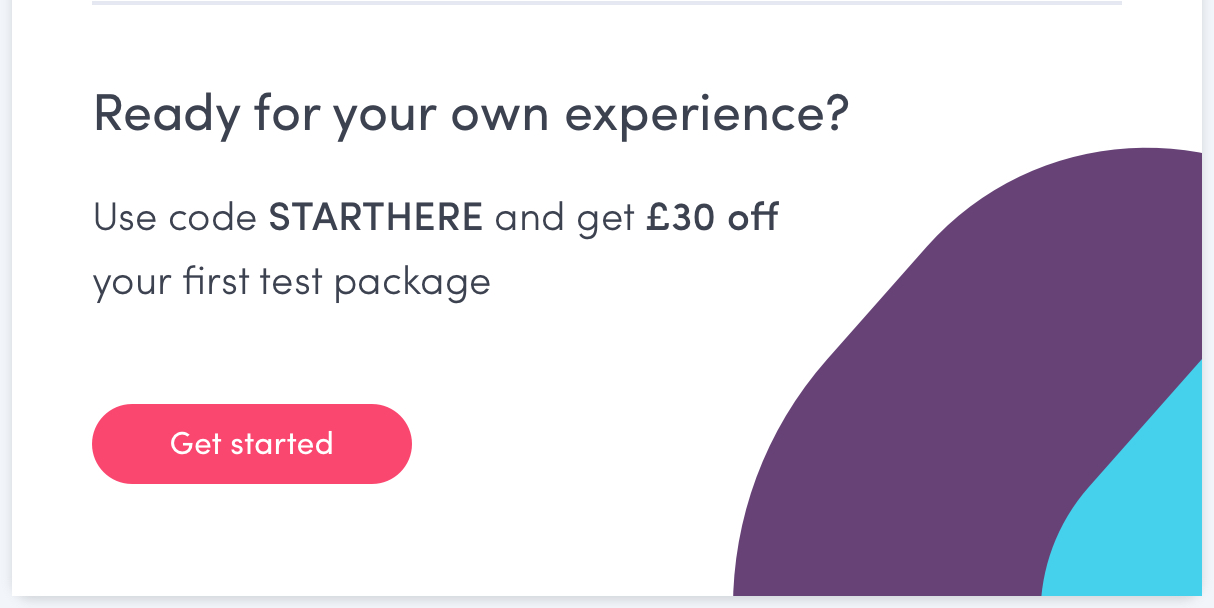 Ready for your own experience?
Use code STARTHERE and get £30 off
your first test package
Get started